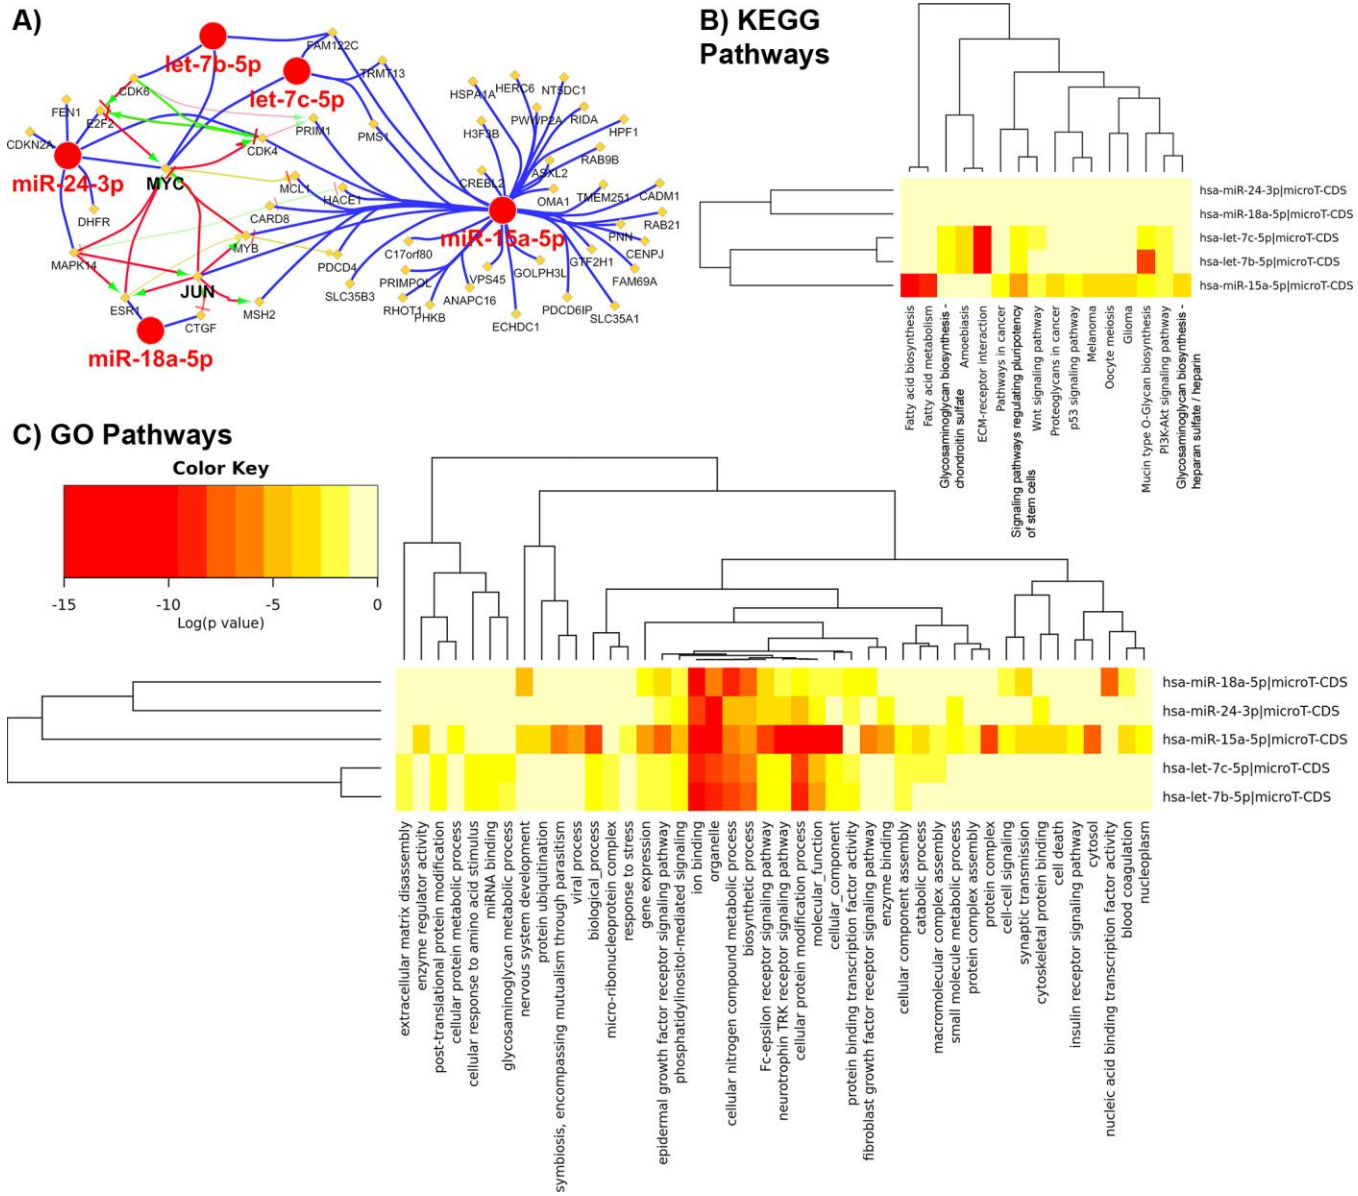 A)
let-7b-5p
FAM122C
let-7c-5p
TRMT13
CDK6
FEN1
E2F2
CDKN2A
CDK4
PRIM1
PMS1
miR-24-3p
MYC
MCL1
HACE1
CARD8
DHFR
MYB
MAPK14
PDCD4
JUN
SLC35B3
ESR1
CTGF
MSH2
miR-18a-5p
HSPA1A
HERC6
NT5DC1
PWWP2A
RIDA
H3F3B
HPF1
RAB9B
ASXL2
CREBL2
OMA1
TMEM251
CADM1
miR-15a-5p
RAB21
PNN
CENPJ
C17orf80
GTF2H1
GOLPH3L
FAM69A
PRIMPOL
VPS45
ANAPC16
RHOT1
PHKB
ECHDC1
PDCD6IP
SLC35A1
B) KEGG
Pathways
hsa-miR-24-3p|microT-CDS
hsa-miR-18a-5p|microT-CDS
hsa-let-7c-5p|microT-CDS
hsa-let-7b-5p|microT-CDS
hsa-miR-15a-5p|microT-CDS
Fatty acid biosynthesis
Fatty acid metabolism
Glycosaminoglycan biosynthesis -
chondroitin sulfate
Amoebiasis
ECM-receptor interaction
Pathways in cancer
Signaling pathways regulating pluripotency
of stem cells
Wnt signaling pathway
Proteoglycans in cancer
p53 signaling pathway
Melanoma
Oocyte meiosis
Glioma
Mucin type O-Glycan biosynthesis
PI3K-Akt signaling pathway
Glycosaminoglycan biosynthesis -
heparan sulfate / heparin
C) GO Pathways
Color Key
-15
-10
-5
0
Log(p value)
hsa-miR-18a-5p|microT-CDS
hsa-miR-24-3p|microT-CDS
hsa-miR-15a-5p|microT-CDS
hsa-let-7c-5p|microT-CDS
hsa-let-7b-5p|microT-CDS
extracellular matrix disassembly
enzyme regulator activity
post-translational protein modification
cellular protein metabolic process
cellular response to amino acid stimulus
miRNA binding
glycosaminoglycan metabolic process
nervous system development
protein ubiquitination
symbiosis, encompassing mutualism through parasitism
viral process
biological_process
micro-ribonucleoprotein complex
response to stress
gene expression
epidermal growth factor receptor signaling pathway
phosphatidylinositol-mediated signaling
ion binding
organelle
cellular nitrogen compound metabolic process
biosynthetic process
Fc-epsilon receptor signaling pathway
neurotrophin TRK receptor signaling pathway
cellular protein modification process
molecular_function
cellular_component
protein binding transcription factor activity
fibroblast growth factor receptor signaling pathway
enzyme binding
cellular component assembly
catabolic process
macromolecular complex assembly
small molecule metabolic process
protein complex assembly
protein complex
cell-cell signaling
synaptic transmission
cytoskeletal protein binding
cell death
insulin receptor signaling pathway
cytosol
nucleic acid binding transcription factor activity
blood coagulation
nucleoplasm